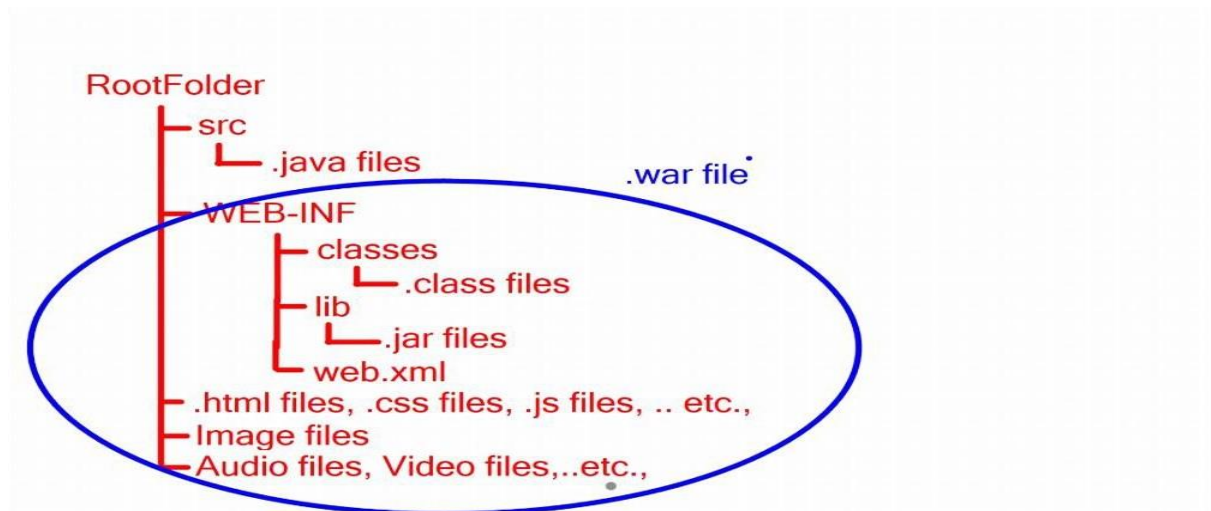 RootFolder
src
.java files
.war file
WEB-INF
classes
.class files
lib
.jar files
web.xml
.html files, .css files, .js files, .. etc.,
Image files
Audio files, Video files,..etc.,